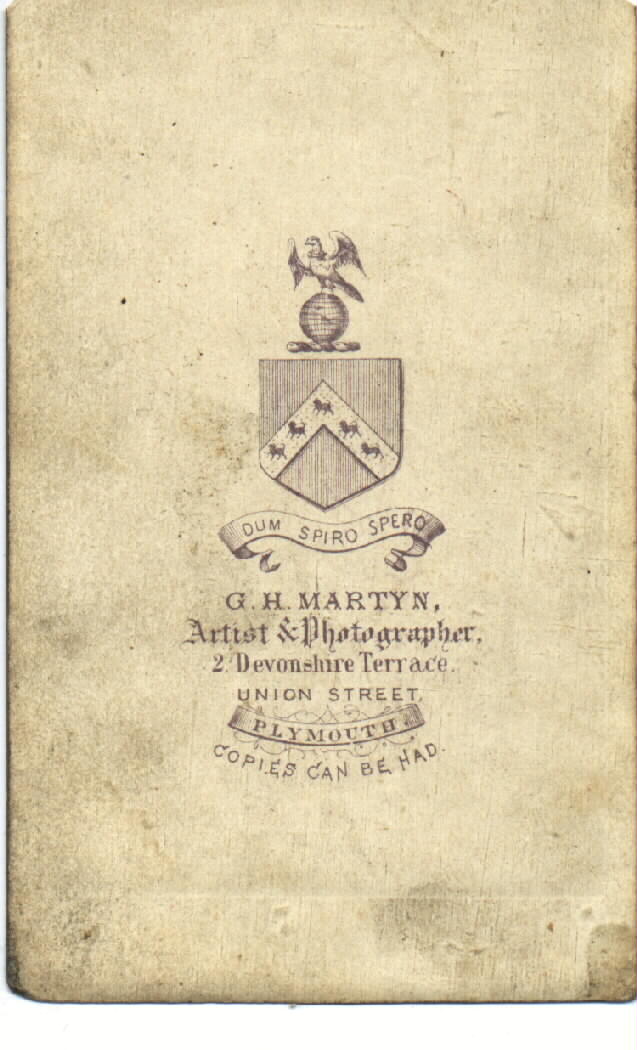 DUM SPIRO SPERO
G. H. MARTYN,
Artist & Photographer,
2. Devonshire Terrace.
UNION STREET,
PLYMOUTH.
COPIES CAN BE HAD.